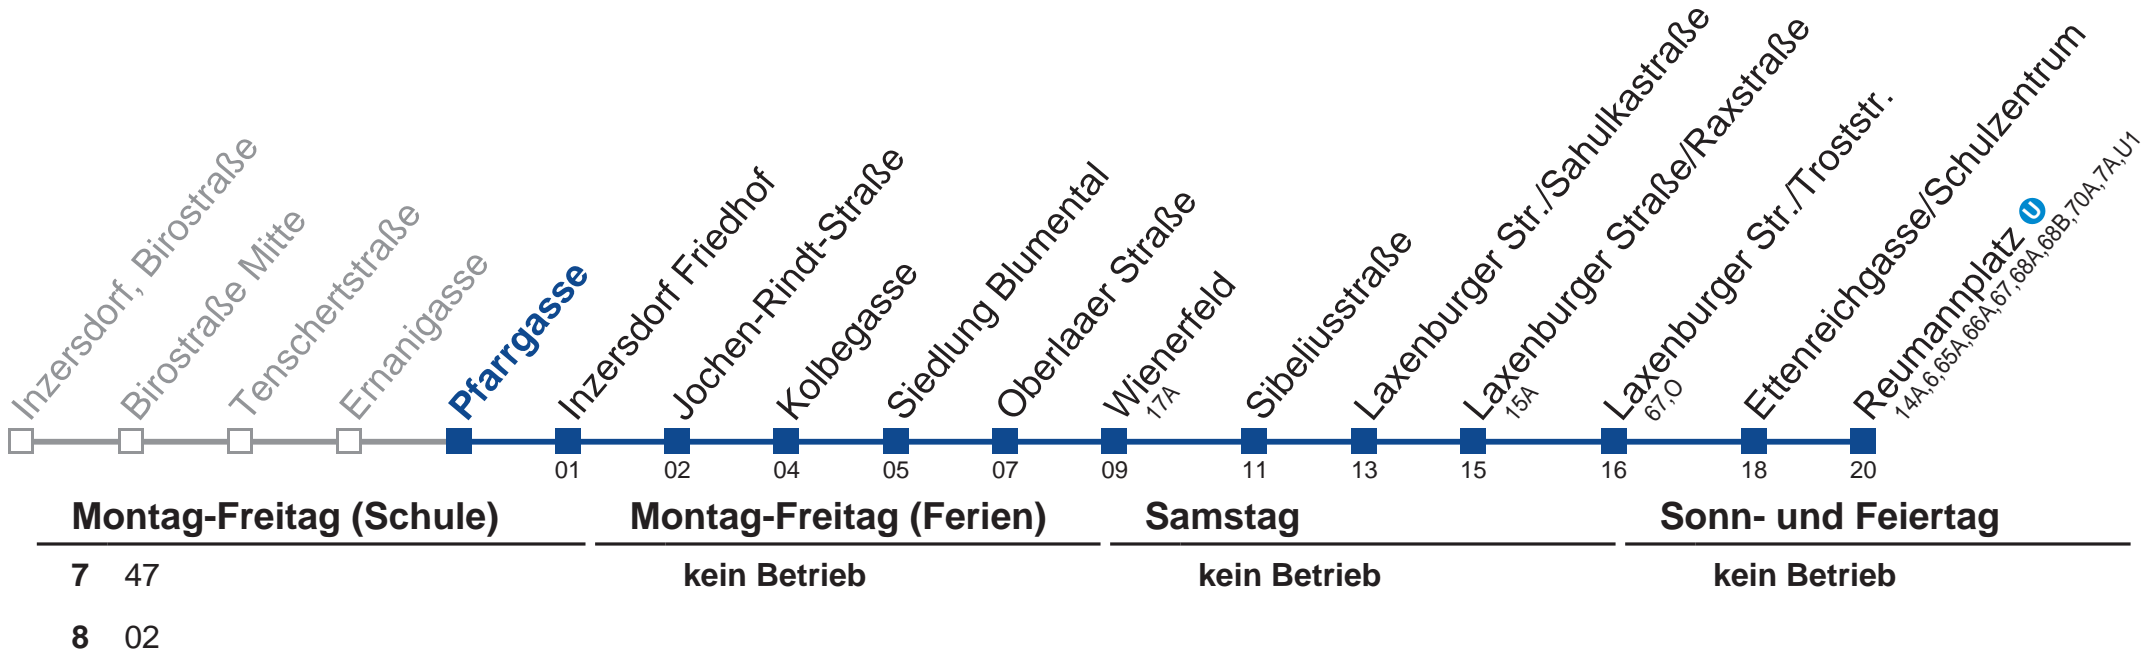 Inzersdorf, Birostraße
Birostraße Mitte
Tenschertstraße
Ernanigasse
Pfarrgasse
Inzersdorf Friedhof
Jochen-Rindt-Straße
Kolbegasse
Siedlung Blumental
Oberlaaer Straße
Wienerfeld
17A
Sibeliusstraße
Laxenburger Str./Sahulkastraße
Laxenburger Straße/Raxstraße
15A
Laxenburger Str./Troststr.
67,O
Ettenreichgasse/Schulzentrum
Reumannplatz U
14A,6,65A,66A,67,68A,68B,70A,7A,U1
01 02 04 05 07 09 11 13 15 16 18 20
Montag-Freitag (Schule) Montag-Freitag (Ferien) Samstag Sonn- und Feiertag
7 47 kein Betrieb kein Betrieb kein Betrieb
8 02